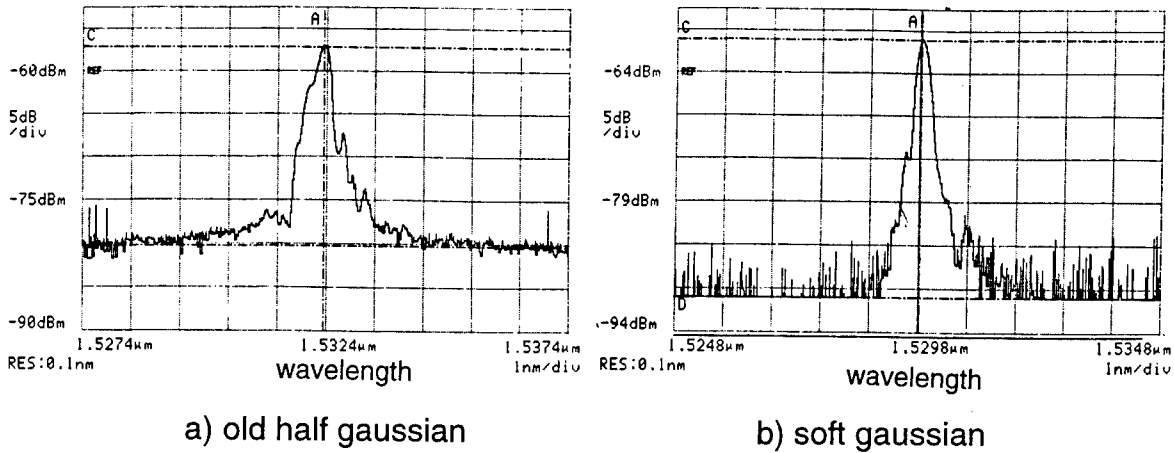 A
C
-60dBm
REF
5dB
/div
-75dBm
-90dBm
1.5274µm
1.5324µm
1.5374µm
RES:0.1nm
wavelength
1nm/div
a) old half gaussian
A
C
-64dBm
REF
5dB
/div
-79dBm
D
-94dBm
1.5248µm
1.5298µm
1.5348µm
RES:0.1nm
wavelength
1nm/div
b) soft gaussian